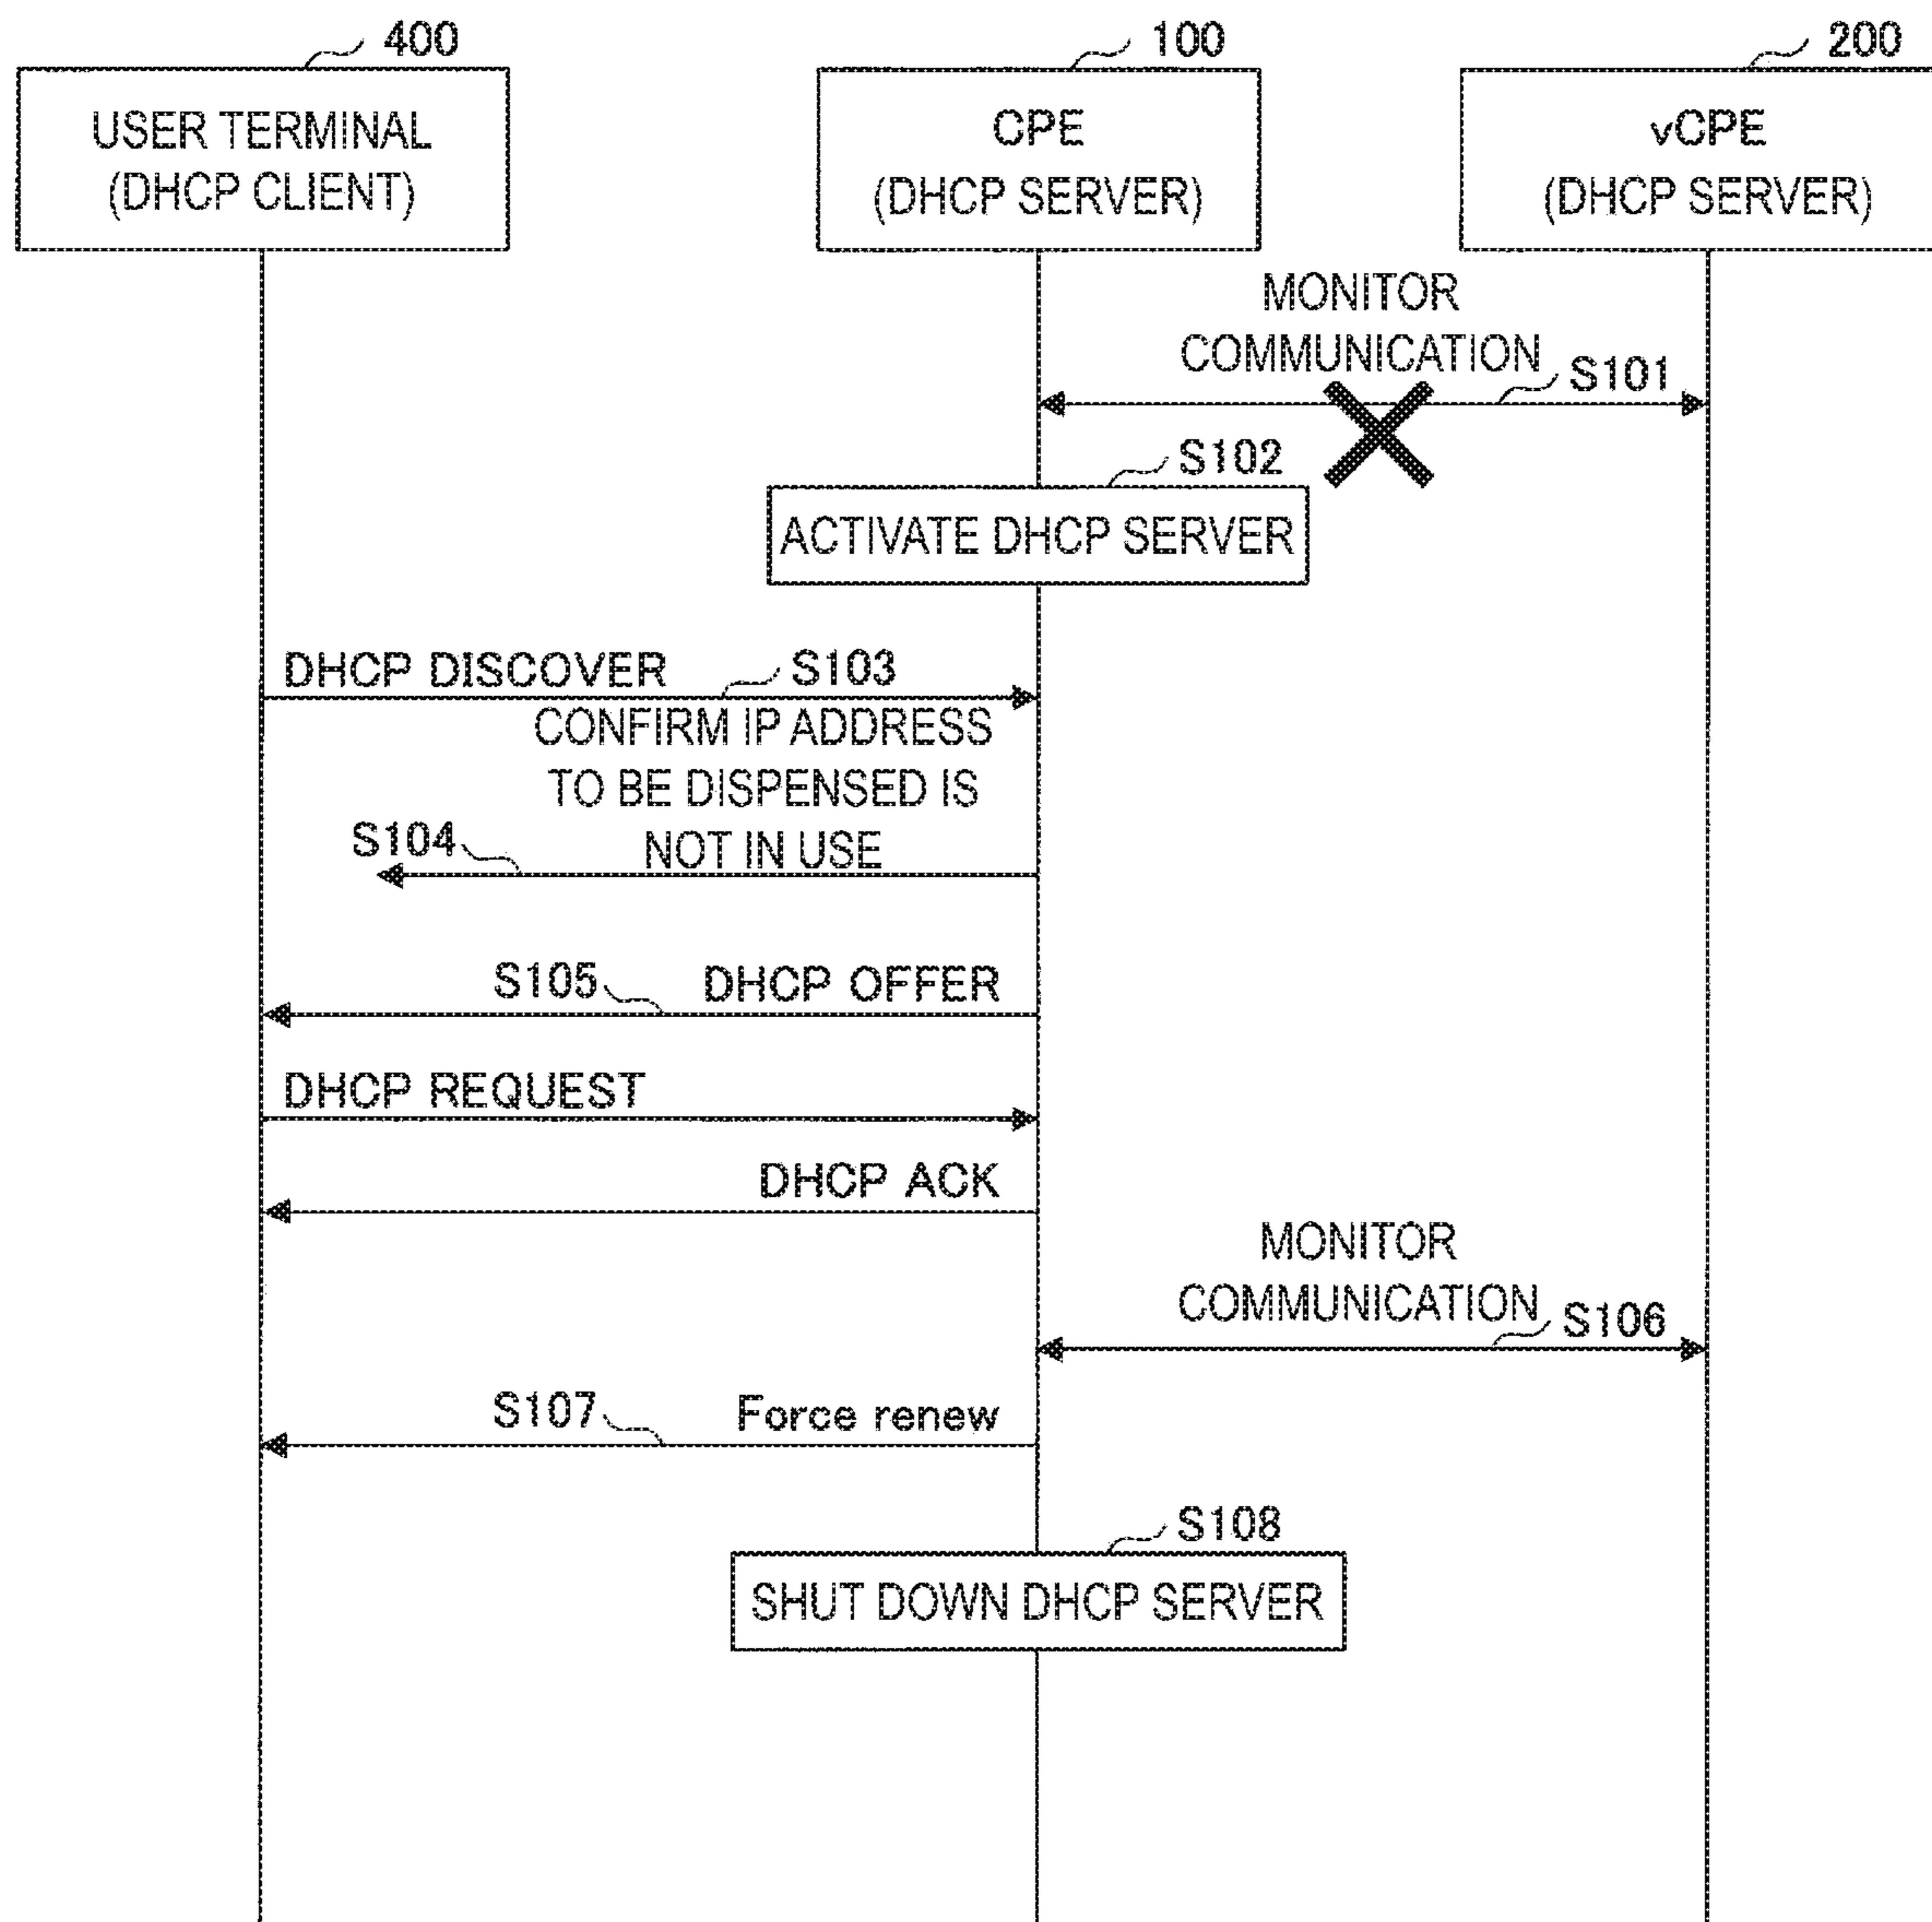 400
100
200
USER TERMINAL
(DHCP CLIENT)
CPE
(DHCP SERVER)
vCPE
(DHCP SERVER)
MONITOR
COMMUNICATION
S101
S102
ACTIVATE DHCP SERVER
DHCP DISCOVER
S103
CONFIRM IP ADDRESS
TO BE DISPENSED IS
NOT IN USE
S104
S105
DHCP OFFER
DHCP REQUEST
DHCP ACK
MONITOR
COMMUNICATION
S106
S107
Force renew
S108
SHUT DOWN DHCP SERVER